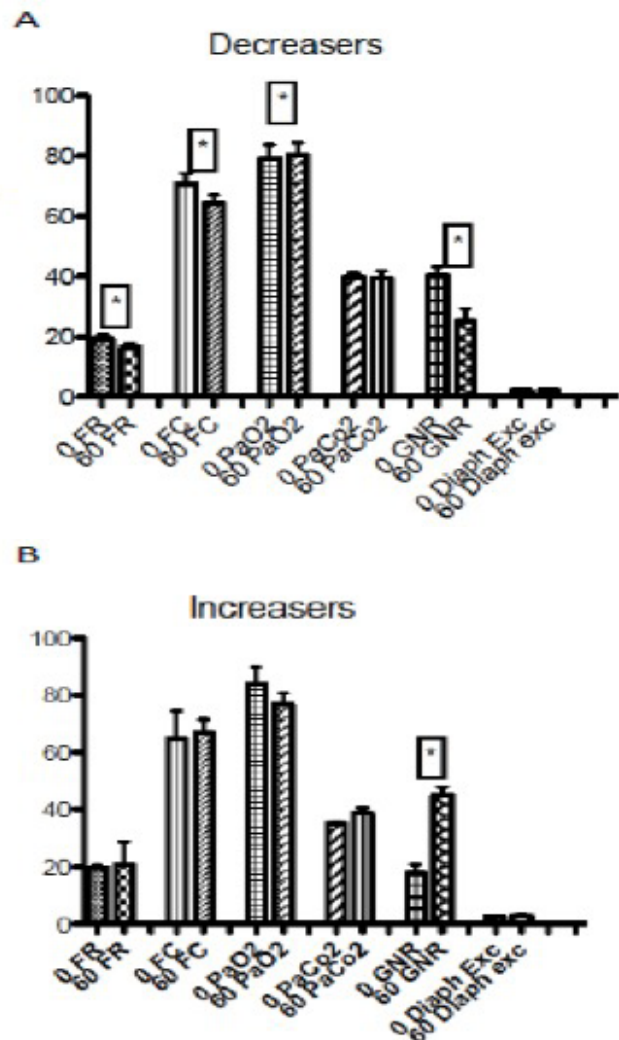 A
Decreasers
100
80
60
40
20
0
*
*
*
*
0 FR
60 FR
0 FC
60 FC
0 PaO2
60 PaO2
0 PaCo2
60 PaCo2
0 GNR
60 GNR
0 Diaph Exc
60 Diaph exc
B
Increasers
100
80
60
40
20
0
*
0 FR
60 FR
0 FC
60 FC
0 PaO2
60 PaO2
0 PaCo2
60 PaCo2
0 GNR
60 GNR
0 Diaph Exc
60 Diaph exc